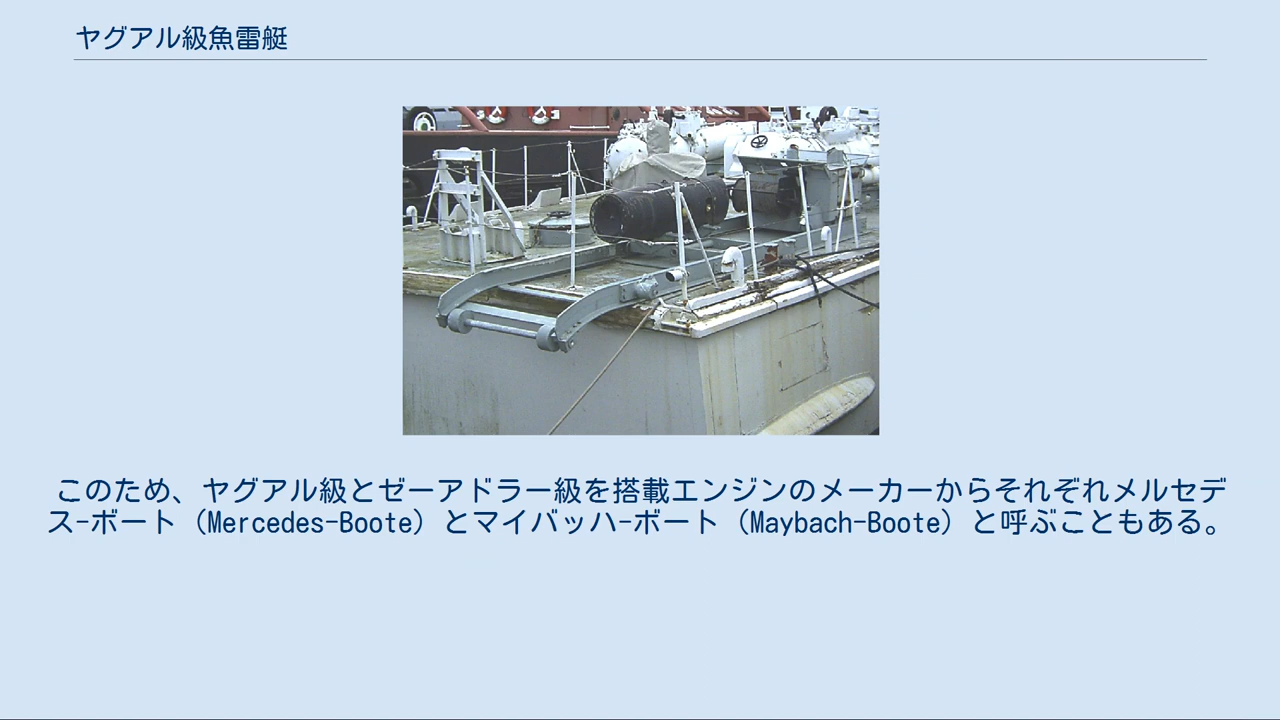 ヤグアル級魚雷艇
このため、ヤグアル級とゼーアドラー級を搭載エンジンのメーカーからそれぞれメルセデ
ス-ボート（Mercedes-Boote）とマイバッハ-ボート（Maybach-Boote）と呼ぶこともある。